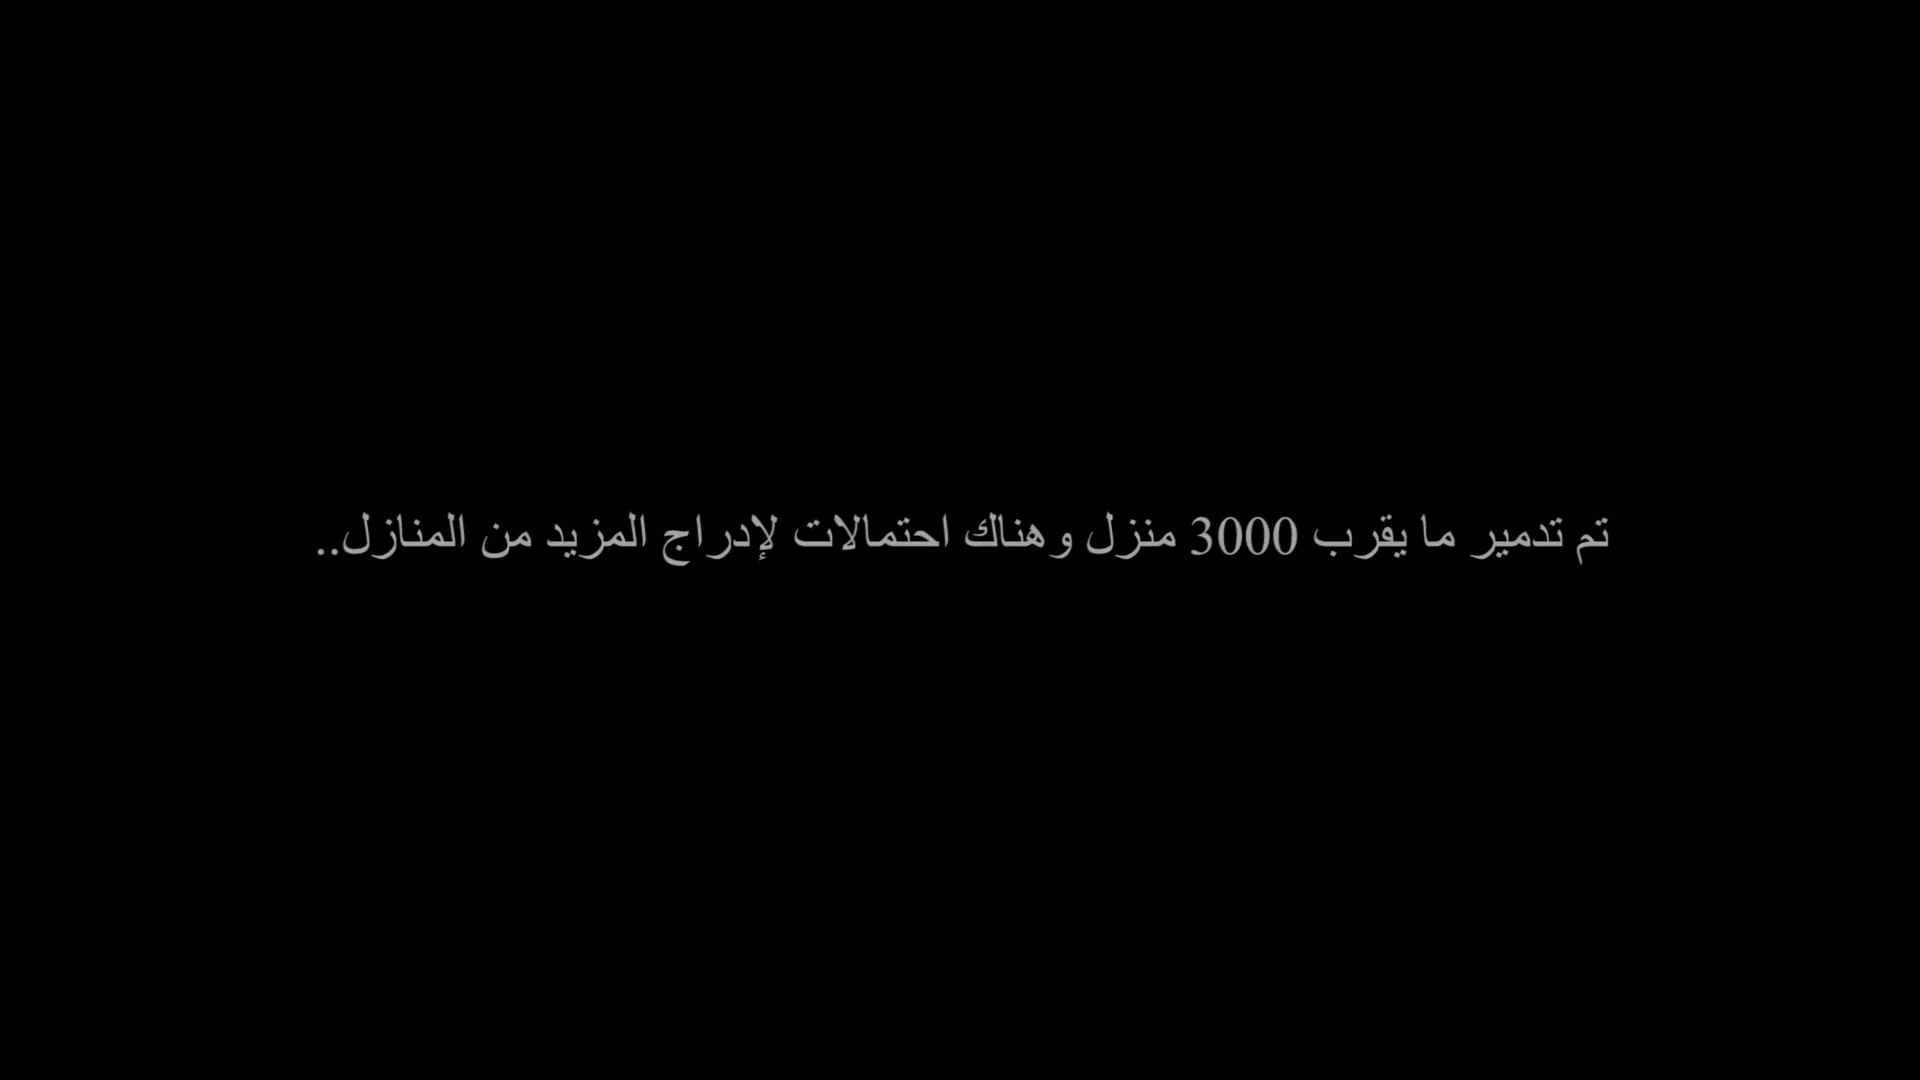 تم تدمير ما يقرب 3000 منزل وهناك احتمالات لإدراج المزيد من المنازل..